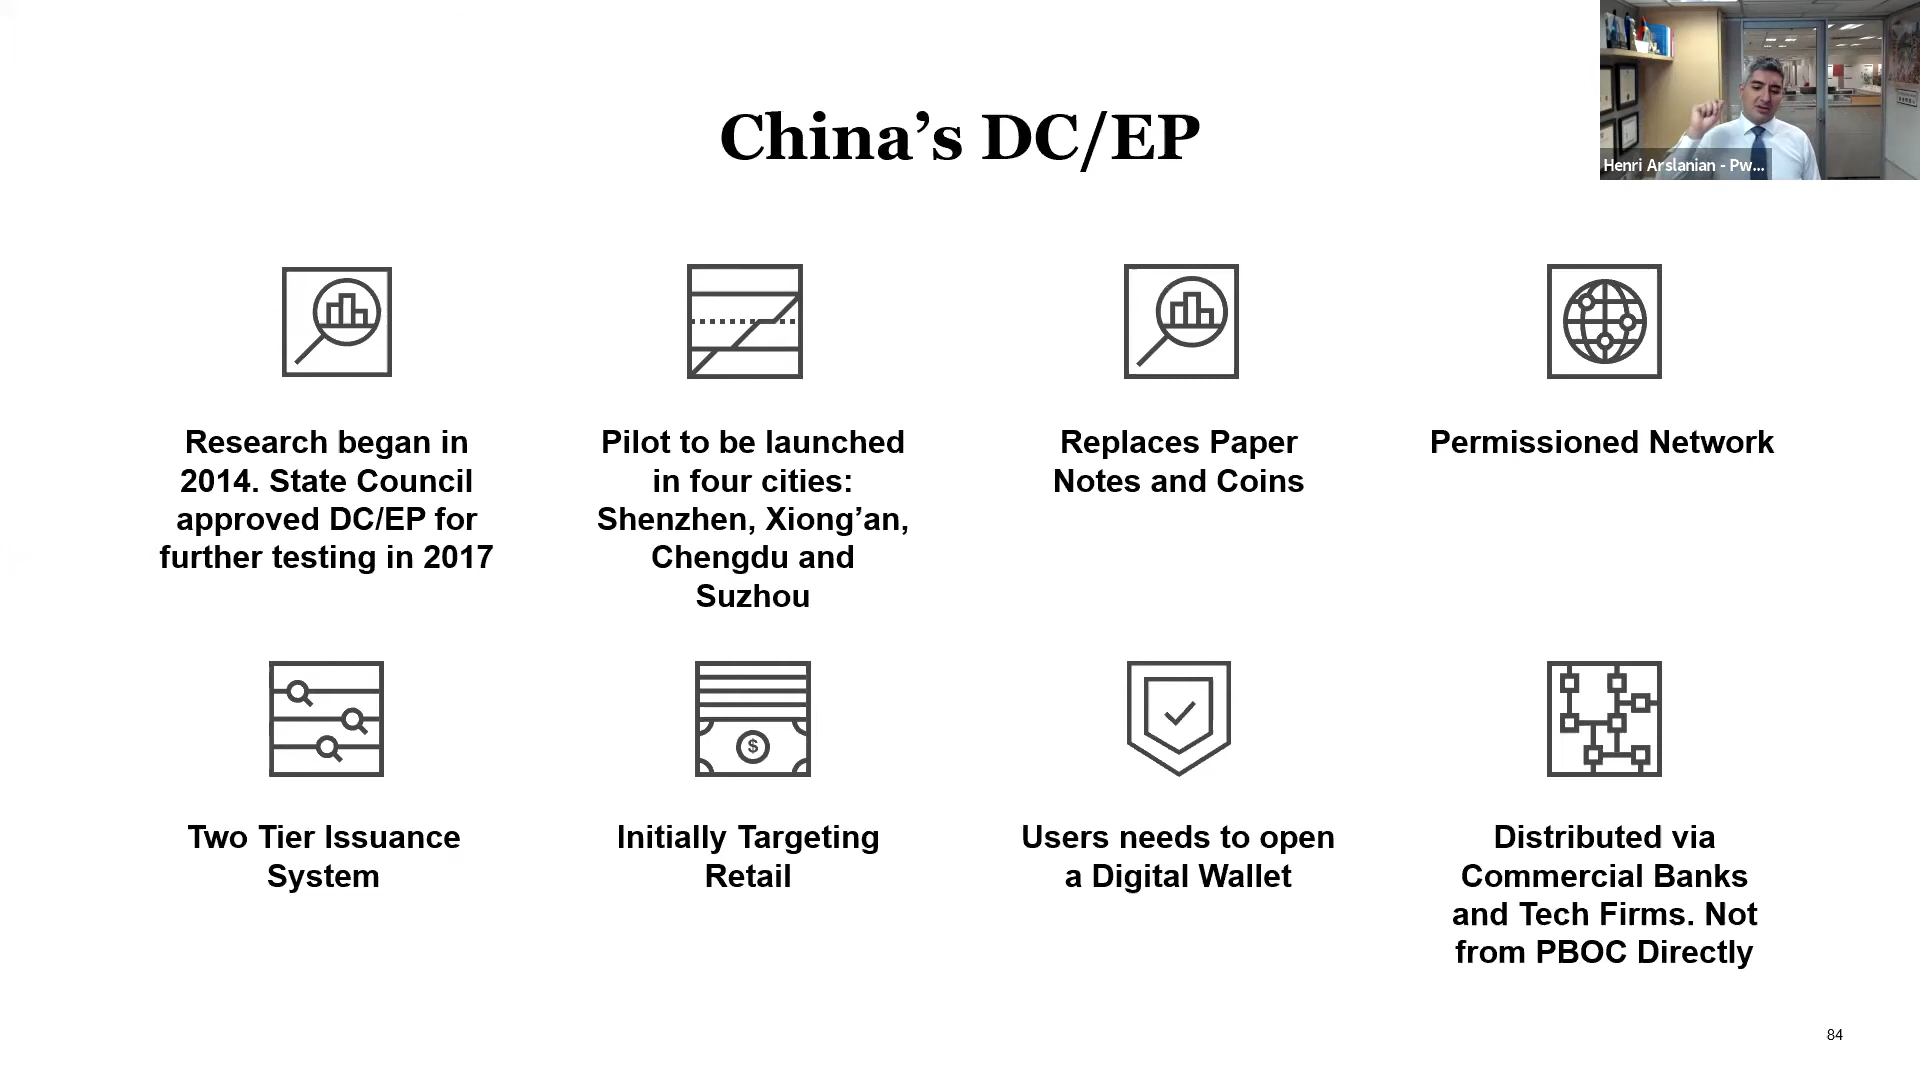 China’s DC/EP
Henri Arslanian - Pw...
Research began in
2014. State Council
approved DC/EP for
further testing in 2017
Pilot to be launched
in four cities:
Shenzhen, Xiong’an,
Chengdu and
Suzhou
Replaces Paper
Notes and Coins
Permissioned Network
$
Two Tier Issuance
System
Initially Targeting
Retail
Users needs to open
a Digital Wallet
Distributed via
Commercial Banks
and Tech Firms. Not
from PBOC Directly
84